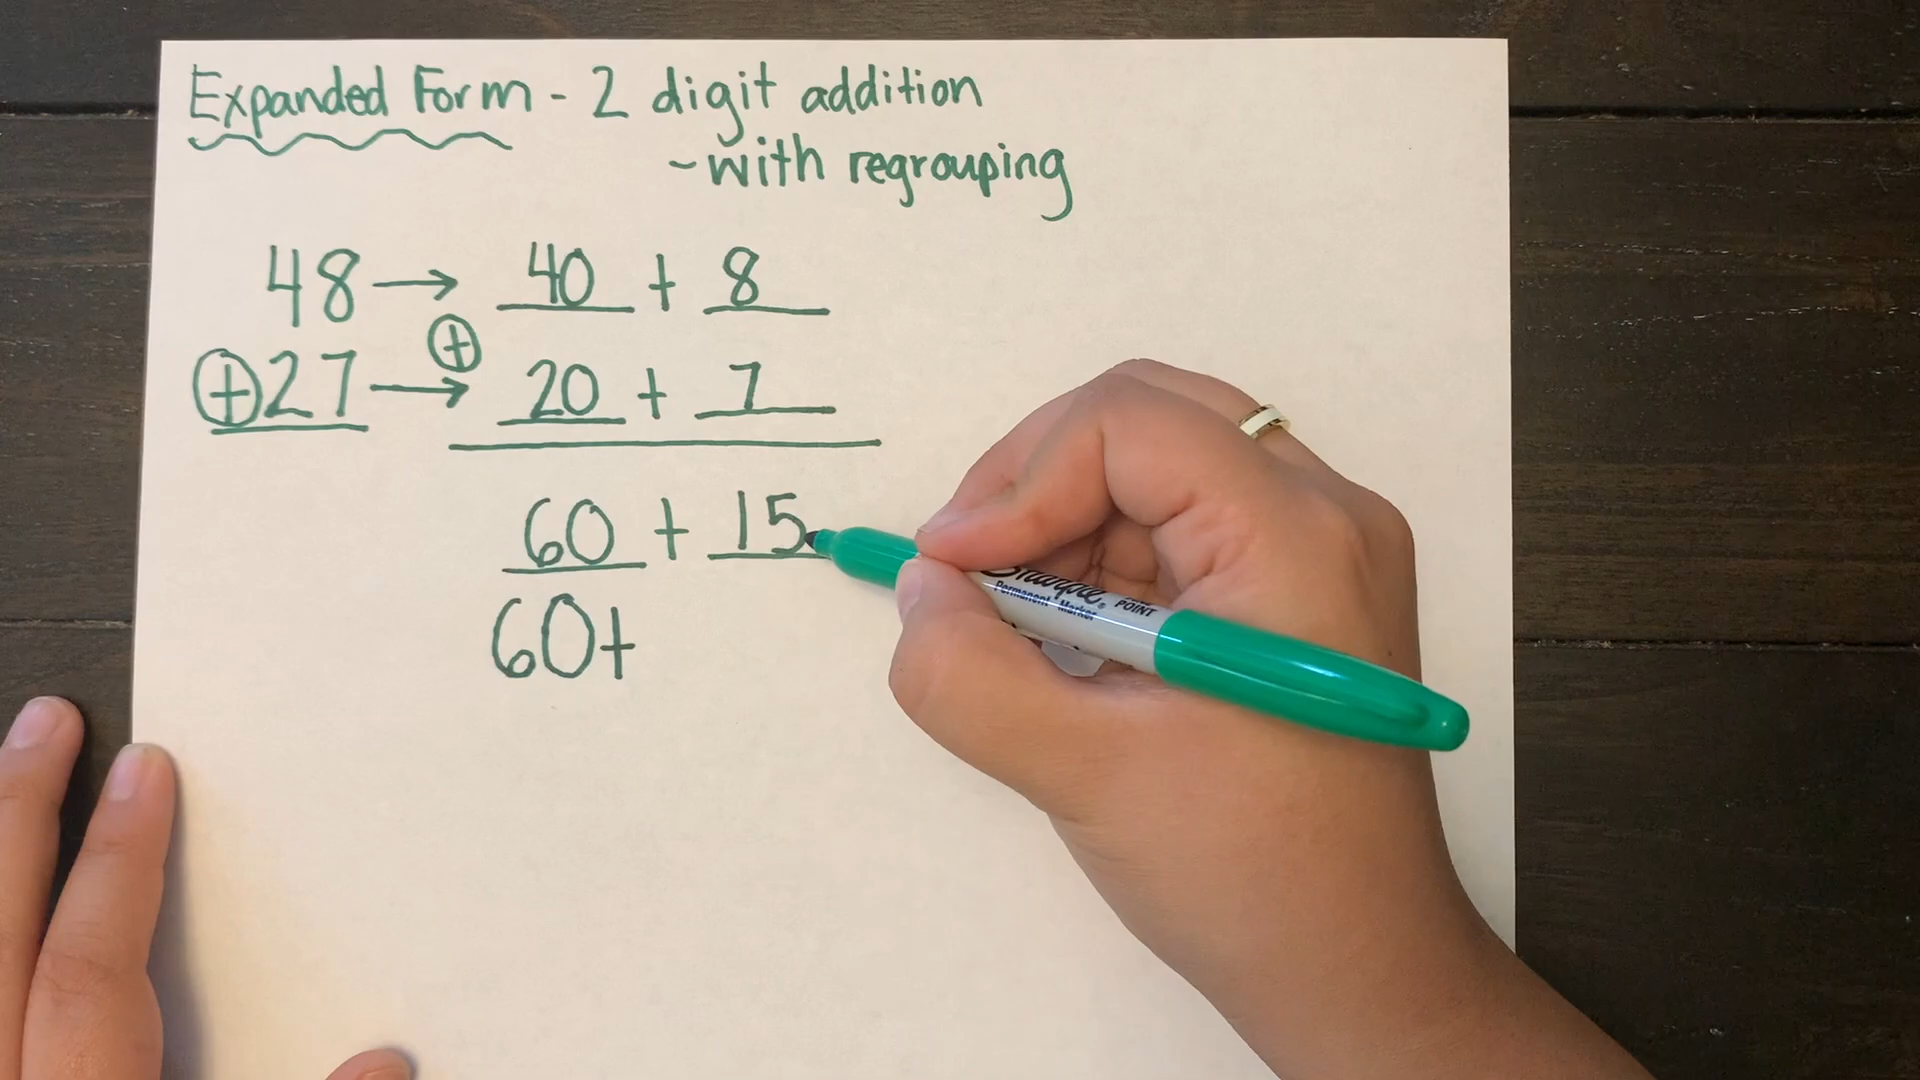 Expanded Form - 2 digit addition
- with regrouping
48 → 40 + 8
+
+ 27 → 20 + 7
60 + 15
60+
Sharpie®
Permanent Marker
POINT